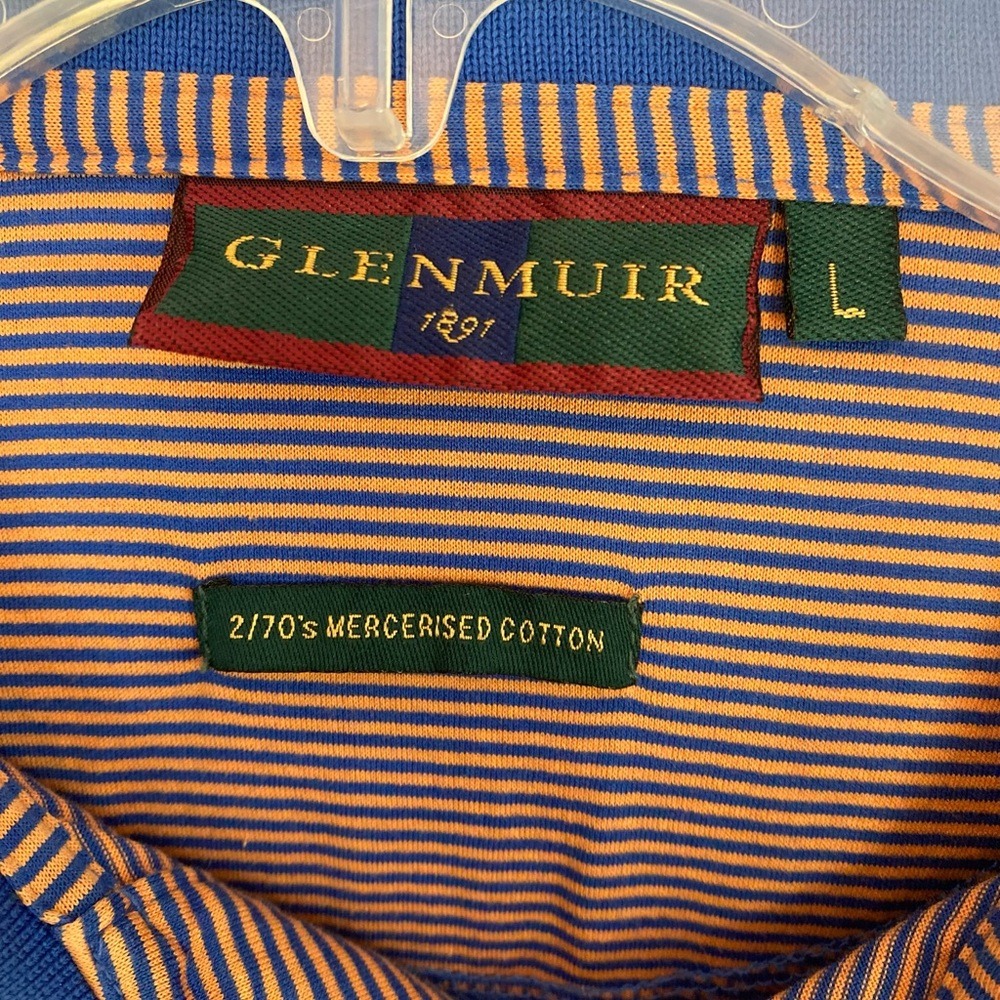 GLENMUIR
1891
L
2/70's MERCERISED COTTON